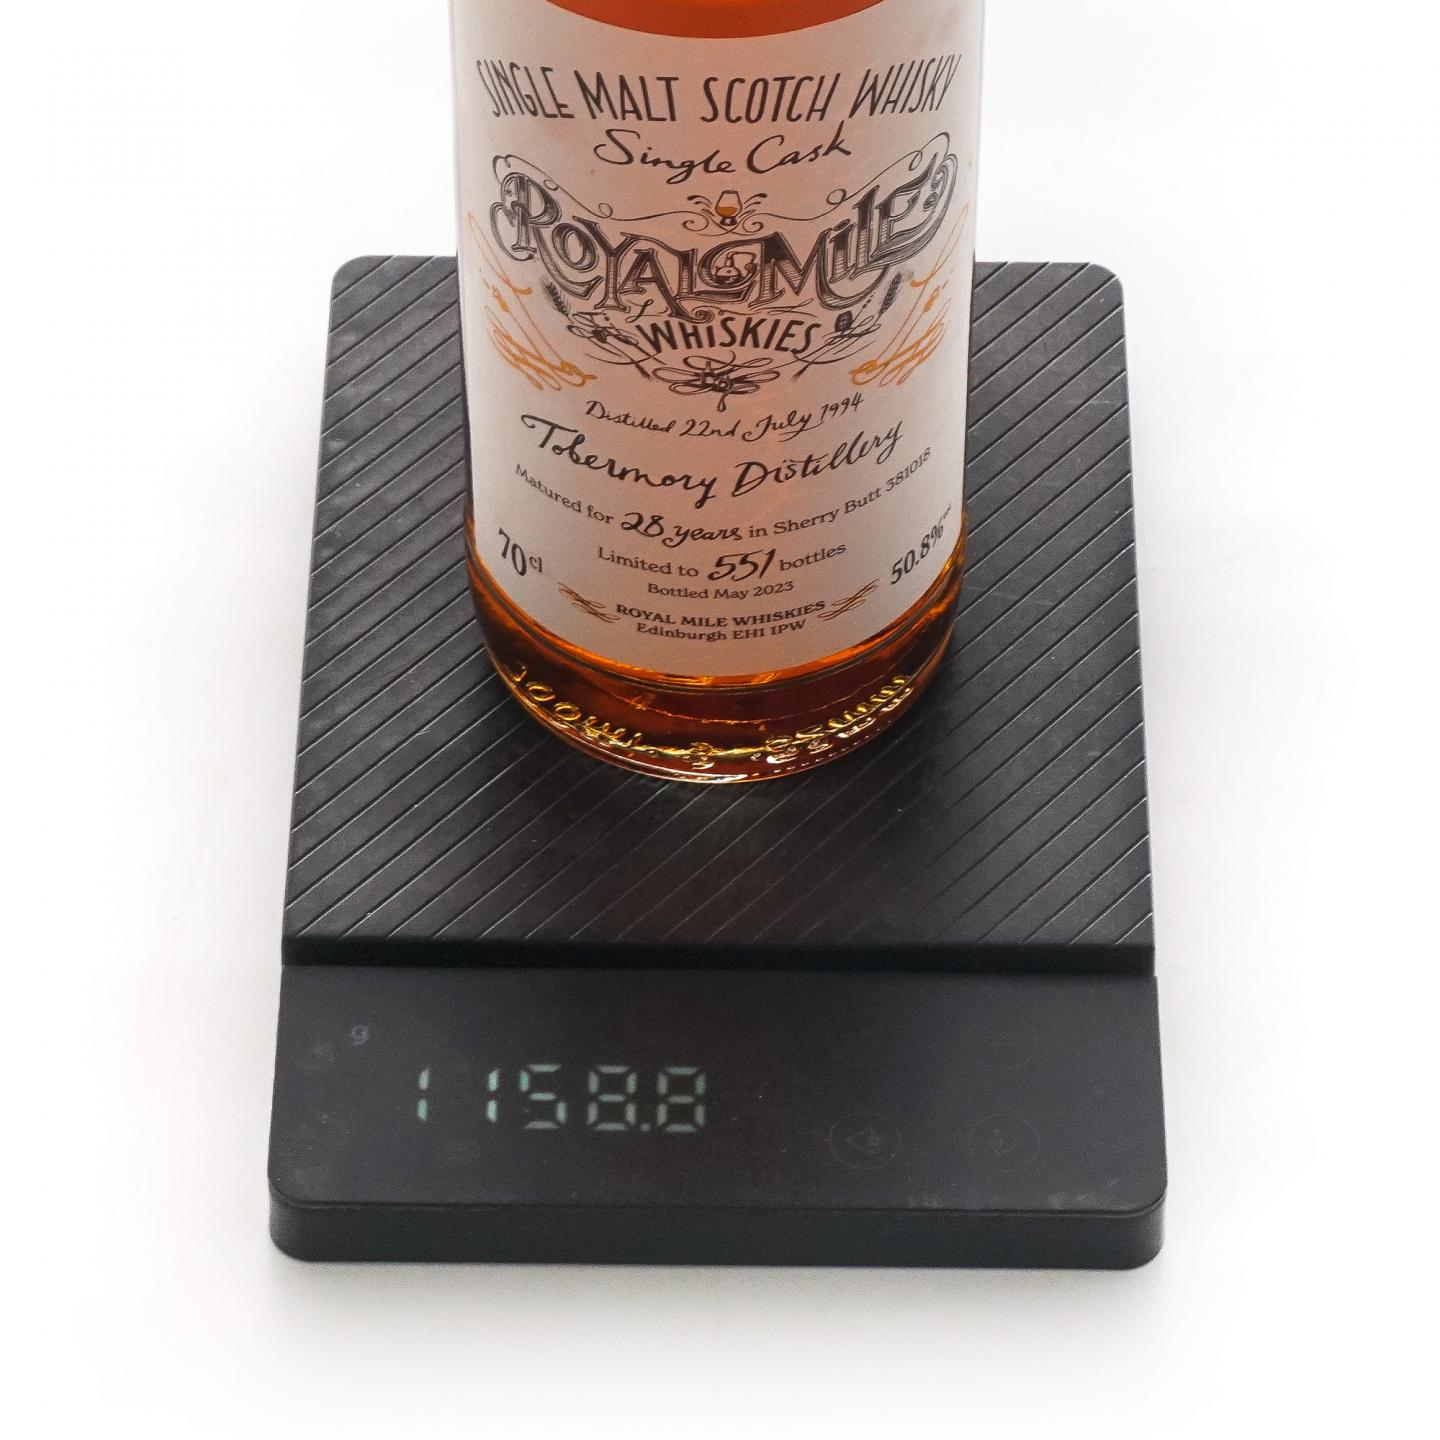 SINGLE MALT SCOTCH WHISKY
Single Cask
ROYAL MILE
WHISKIES
Distilled 22nd July 1994
Tobermory Distillery
Matured for 28 years in Sherry Butt 381018
70cl
Limited to 551 bottles
50.8%vol
Bottled May 2023
ROYAL MILE WHISKIES
Edinburgh EH1 1PW
g
1158.8